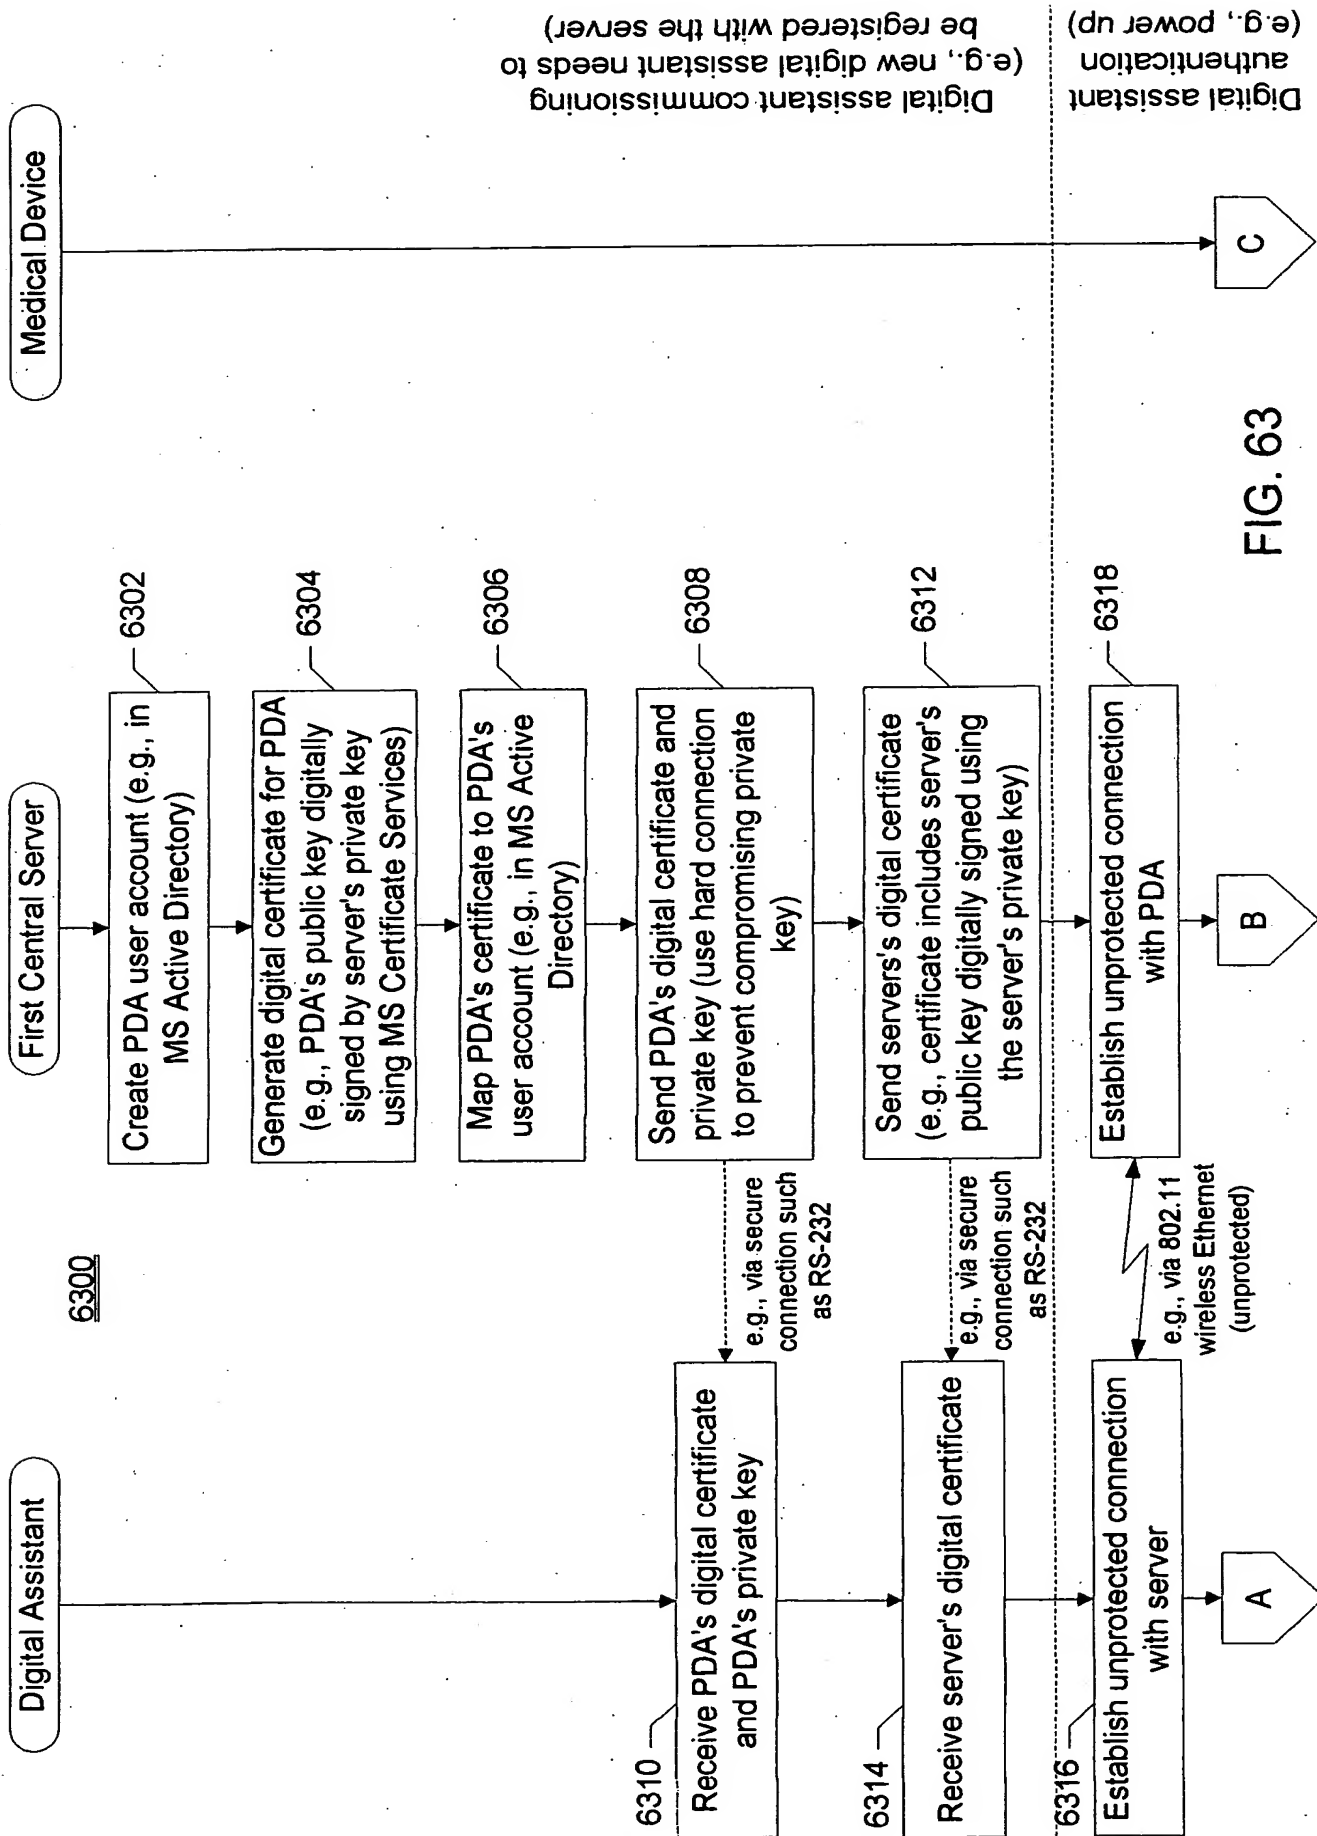 6300
Digital Assistant
First Central Server
Medical Device
Create PDA user account (e.g., in
MS Active Directory)
6302
Generate digital certificate for PDA
(e.g., PDA's public key digitally
signed by server's private key
using MS Certificate Services)
6304
Map PDA's certificate to PDA's
user account (e.g., in MS Active
Directory)
6306
Send PDA's digital certificate and
private key (use hard connection
to prevent compromising private
key)
6308
e.g., via secure
connection such
as RS-232
6310
Receive PDA's digital certificate
and PDA's private key
Send servers's digital certificate
(e.g., certificate includes server's
public key digitally signed using
the server's private key)
6312
e.g., via secure
connection such
as RS-232
6314
Receive server's digital certificate
Digital assistant commissioning
(e.g., new digital assistant needs to
be registered with the server)
6316
Establish unprotected connection
with server
e.g., via 802.11
wireless Ethernet
(unprotected)
Establish unprotected connection
with PDA
6318
Digital assistant
authentication
(e.g., power up)
A
B
C
FIG. 63